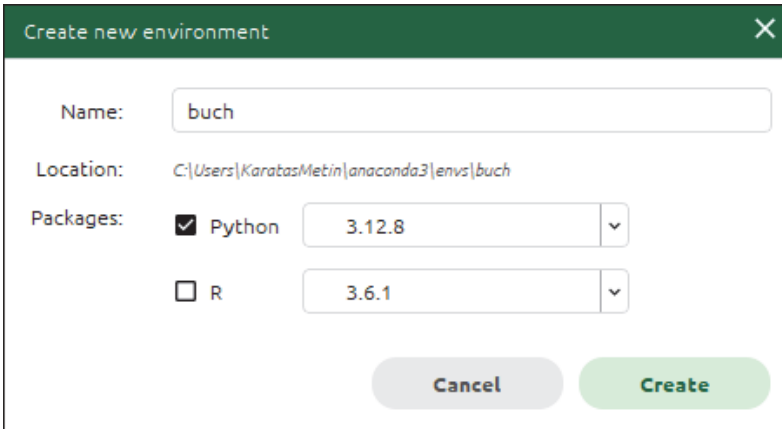 Create new environment
Name: buch
Location: C:\Users\KaratasMetin\anaconda3\envs\buch
Packages: Python 3.12.8
R 3.6.1
Cancel Create